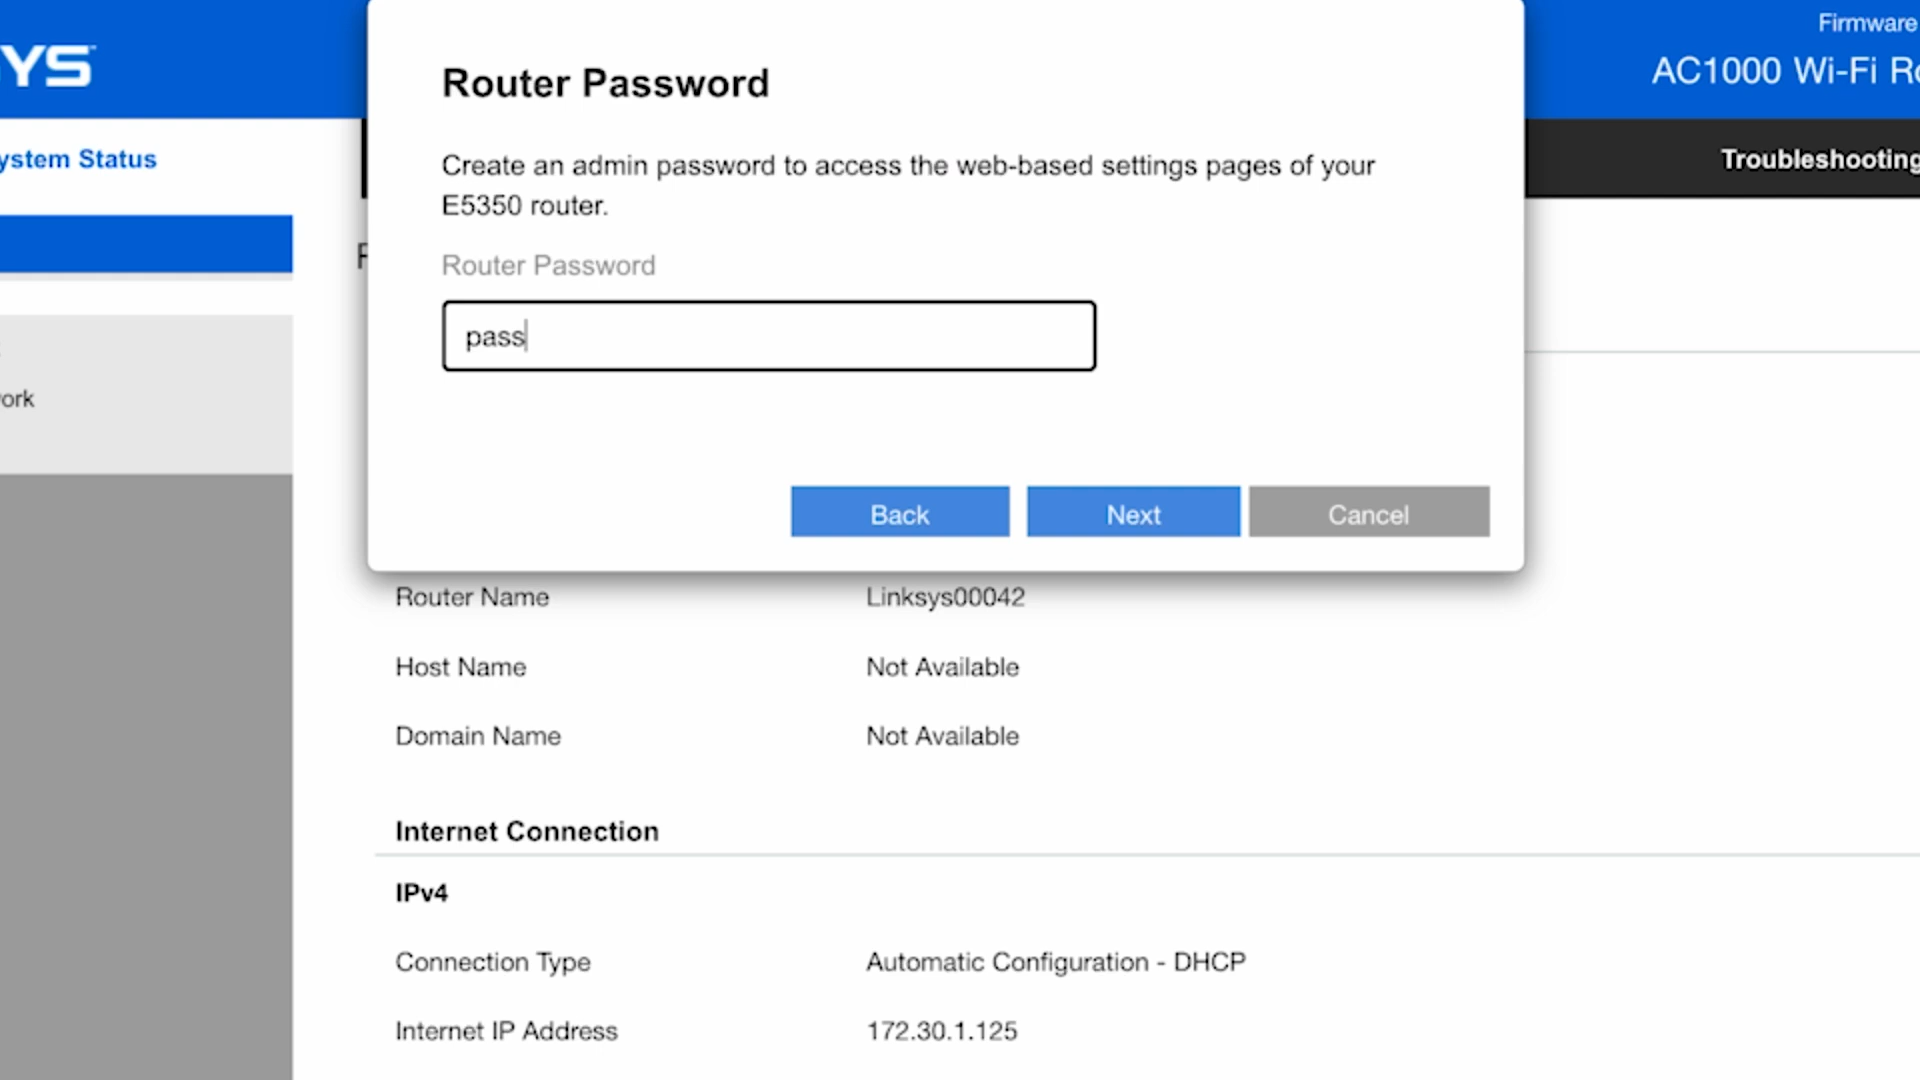 Firmware
YS
AC1000 Wi-Fi
Router Password
ystem Status
Troubleshooting
Create an admin password to access the web-based settings pages of your
E5350 router.
Router Password
pass
ork
Back
Next
Cancel
Router Name
Linksys00042
Host Name
Not Available
Domain Name
Not Available
Internet Connection
IPv4
Connection Type
Automatic Configuration - DHCP
Internet IP Address
172.30.1.125